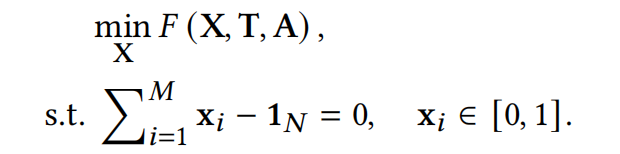 min F (X, T, A),
X
s.t. ∑_{i=1}^{M} x_i − 1_N = 0, x_i ∈ [0, 1].